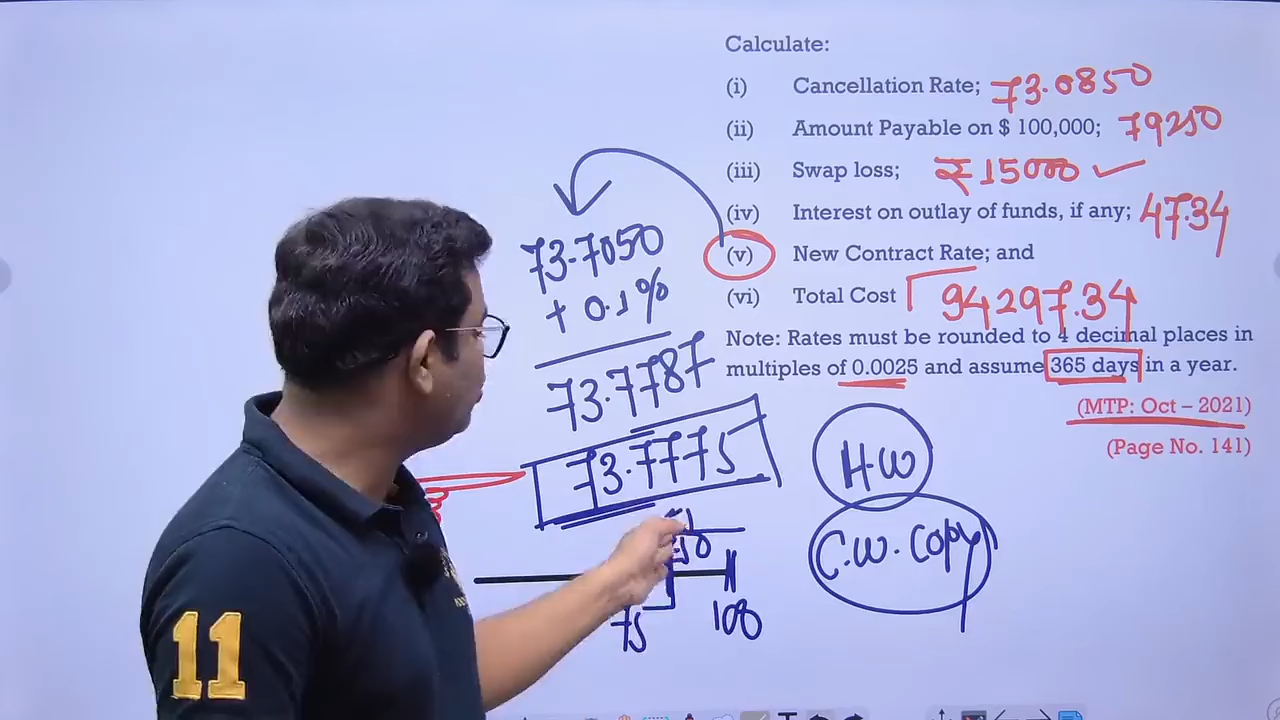 Calculate:
(i) Cancellation Rate; 73.0850
(ii) Amount Payable on $ 100,000; 79250
(iii) Swap loss; ₹15000 ✓
(iv) Interest on outlay of funds, if any; 47.34
(v) New Contract Rate; and
(vi) Total Cost 94297.34
Note: Rates must be rounded to 4 decimal places in
multiples of 0.0025 and assume 365 days in a year.
(MTP: Oct – 2021)
(Page No. 141)
73.7050
+ 0.1%
73.7787
73.7775
75
100
H.W
C.W. Copy
11